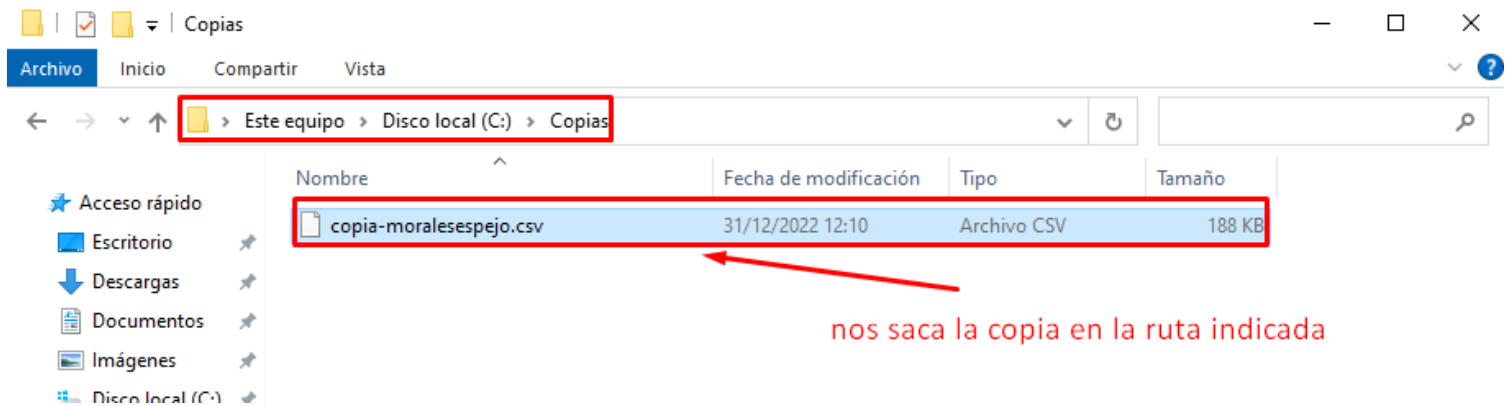 Copias
Archivo Inicio Compartir Vista
Este equipo > Disco local (C:) > Copias
Nombre Fecha de modificación Tipo Tamaño
Acceso rápido
copia-moralesespejo.csv 31/12/2022 12:10 Archivo CSV 188 KB
Escritorio
Descargas
Documentos
nos saca la copia en la ruta indicada
Imágenes
Disco local (C:)